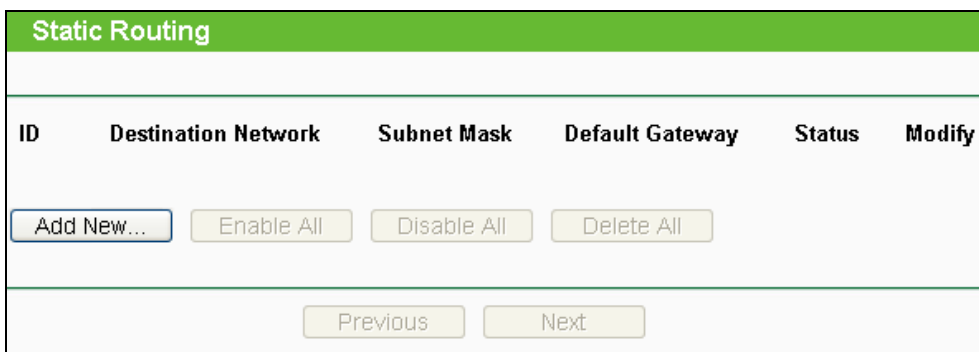 Static Routing
ID Destination Network Subnet Mask Default Gateway Status Modify
Add New... Enable All Disable All Delete All
Previous Next